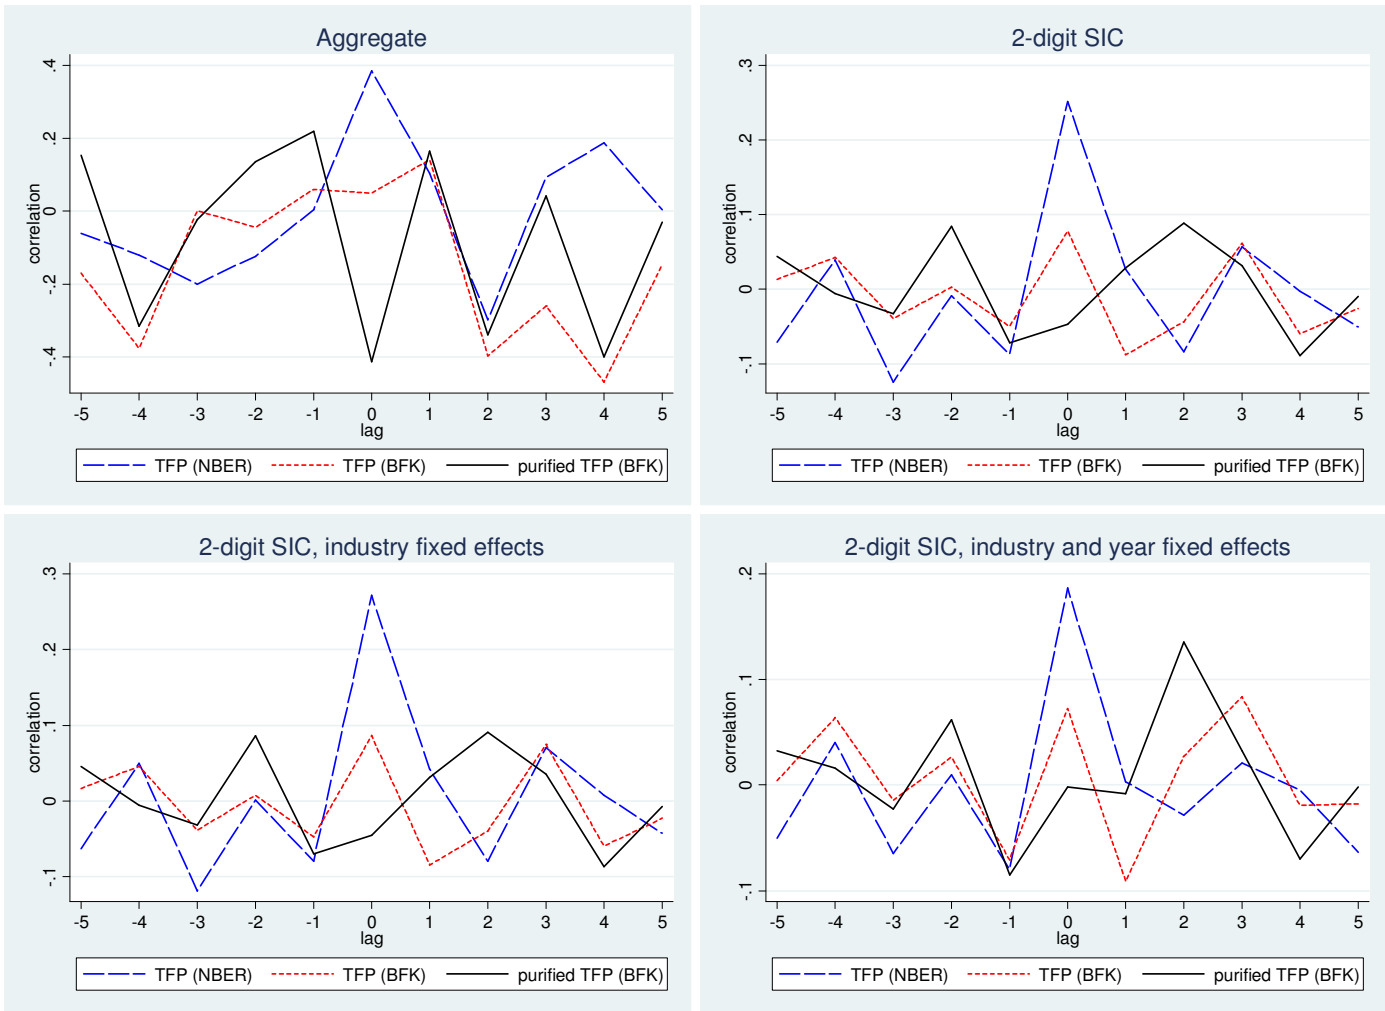 Aggregate
correlation
.4
.2
0
-.2
-.4
-5 -4 -3 -2 -1 0 1 2 3 4 5
lag
TFP (NBER) TFP (BFK) purified TFP (BFK)
2-digit SIC
correlation
.3
.2
.1
0
-.1
-5 -4 -3 -2 -1 0 1 2 3 4 5
lag
TFP (NBER) TFP (BFK) purified TFP (BFK)
2-digit SIC, industry fixed effects
correlation
.3
.2
.1
0
-.1
-5 -4 -3 -2 -1 0 1 2 3 4 5
lag
TFP (NBER) TFP (BFK) purified TFP (BFK)
2-digit SIC, industry and year fixed effects
correlation
.2
.1
0
-.1
-5 -4 -3 -2 -1 0 1 2 3 4 5
lag
TFP (NBER) TFP (BFK) purified TFP (BFK)